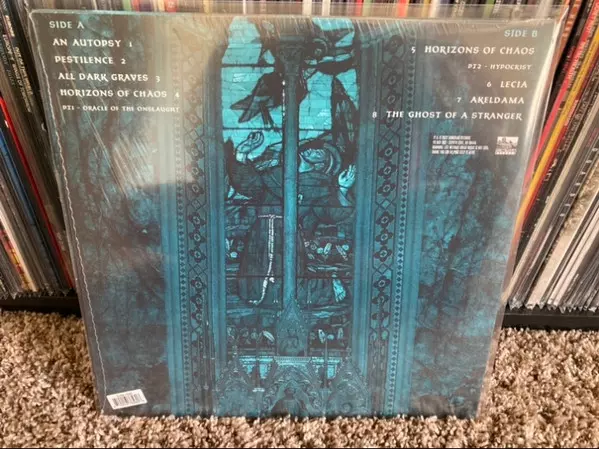 SIDE A
AN AUTOPSY 1
PESTILENCE 2
ALL DARK GRAVES 3
HORIZONS OF CHAOS 4
PT1 - ORACLE OF THE ONSLAUGHT
SIDE B
5 HORIZONS OF CHAOS
PT2 - HYPOCRISY
6 LECIA
7 AKELDAMA
8 THE GHOST OF A STRANGER